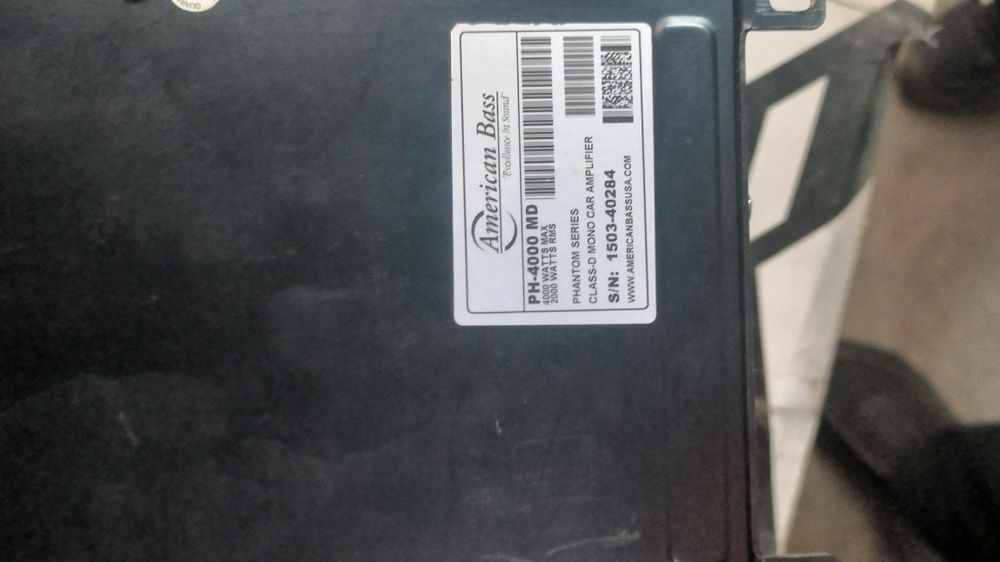 American Bass
"Excellence In Sound"
PH-4000 MD
4000 WATTS MAX
2000 WATTS RMS
PHANTOM SERIES
CLASS-D MONO CAR AMPLIFIER
S/N: 1503-40284
WWW.AMERICANBASSUSA.COM